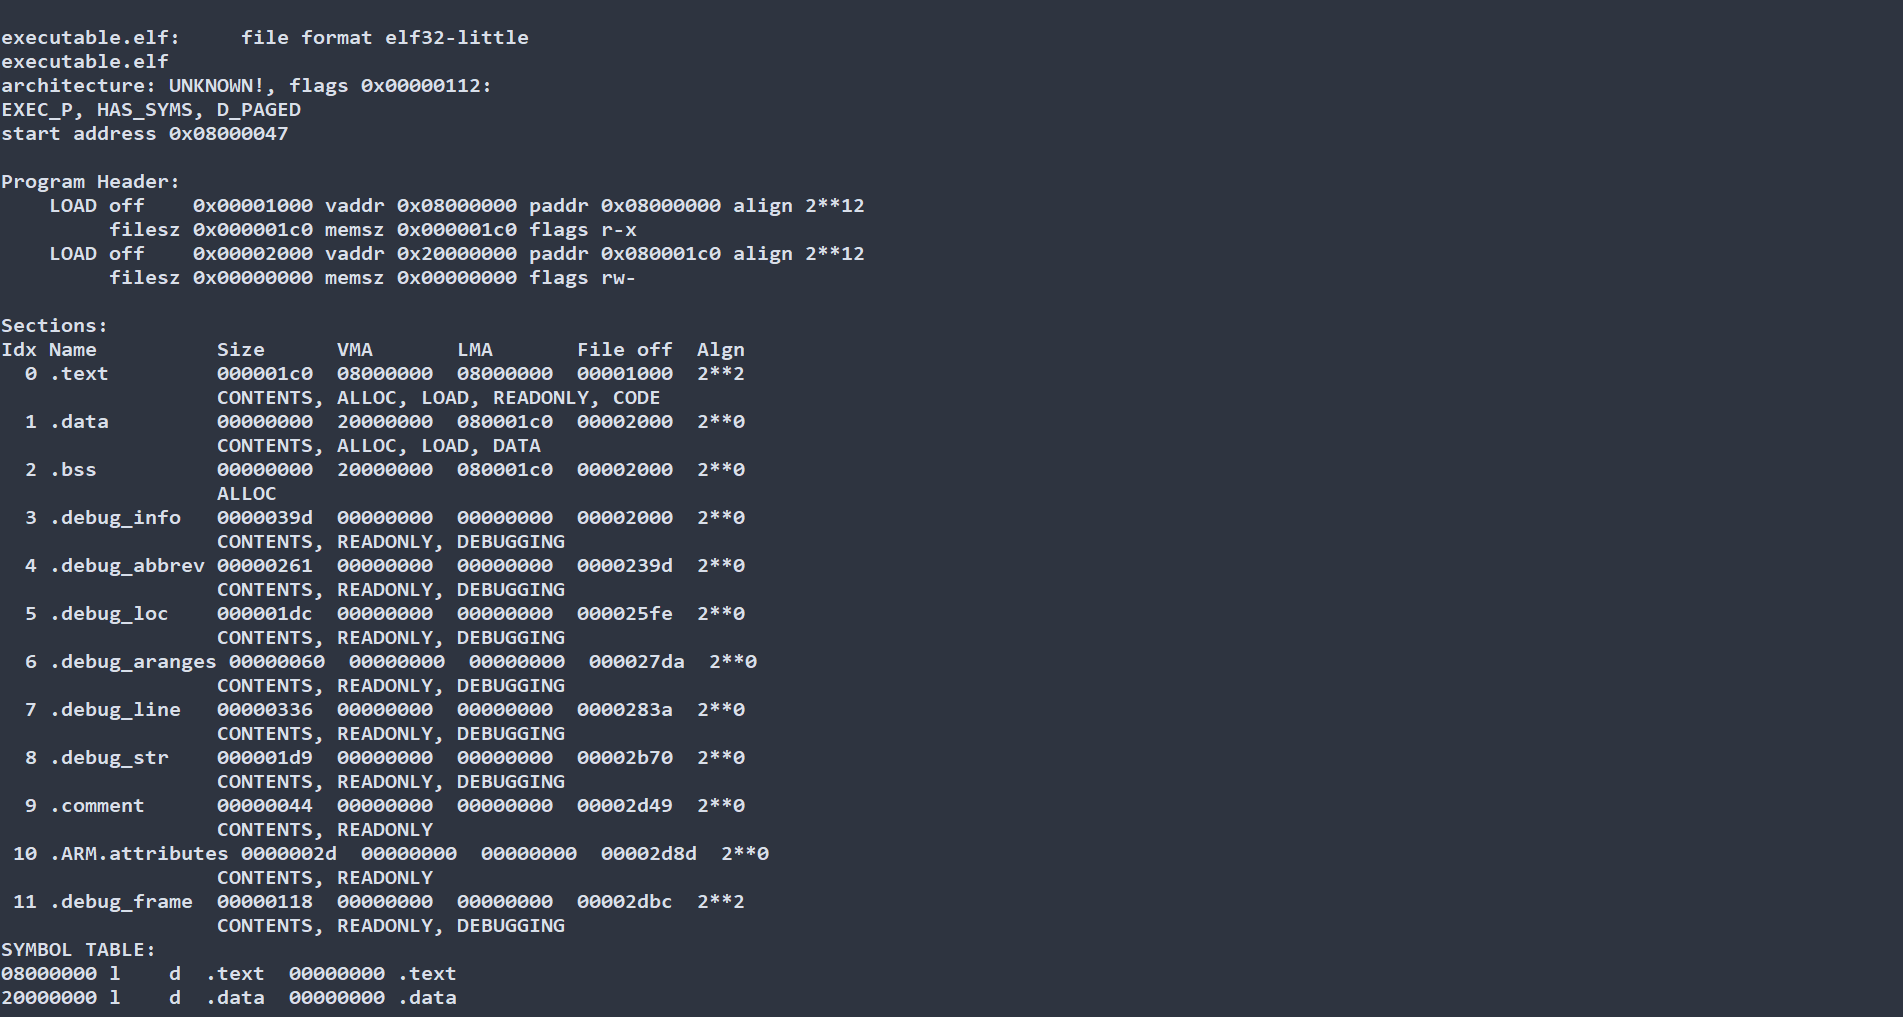 executable.elf:     file format elf32-little
executable.elf
architecture: UNKNOWN!, flags 0x00000112:
EXEC_P, HAS_SYMS, D_PAGED
start address 0x08000047

Program Header:
    LOAD off    0x00001000 vaddr 0x08000000 paddr 0x08000000 align 2**12
         filesz 0x000001c0 memsz 0x000001c0 flags r-x
    LOAD off    0x00002000 vaddr 0x20000000 paddr 0x080001c0 align 2**12
         filesz 0x00000000 memsz 0x00000000 flags rw-

Sections:
Idx Name          Size      VMA       LMA       File off  Algn
  0 .text         000001c0  08000000  08000000  00001000  2**2
                  CONTENTS, ALLOC, LOAD, READONLY, CODE
  1 .data         00000000  20000000  080001c0  00002000  2**0
                  CONTENTS, ALLOC, LOAD, DATA
  2 .bss          00000000  20000000  080001c0  00002000  2**0
                  ALLOC
  3 .debug_info   0000039d  00000000  00000000  00002000  2**0
                  CONTENTS, READONLY, DEBUGGING
  4 .debug_abbrev 00000261  00000000  00000000  0000239d  2**0
                  CONTENTS, READONLY, DEBUGGING
  5 .debug_loc    000001dc  00000000  00000000  000025fe  2**0
                  CONTENTS, READONLY, DEBUGGING
  6 .debug_aranges 00000060  00000000  00000000  000027da  2**0
                  CONTENTS, READONLY, DEBUGGING
  7 .debug_line   00000336  00000000  00000000  0000283a  2**0
                  CONTENTS, READONLY, DEBUGGING
  8 .debug_str    000001d9  00000000  00000000  00002b70  2**0
                  CONTENTS, READONLY, DEBUGGING
  9 .comment      00000044  00000000  00000000  00002d49  2**0
                  CONTENTS, READONLY
 10 .ARM.attributes 0000002d  00000000  00000000  00002d8d  2**0
                  CONTENTS, READONLY
 11 .debug_frame  00000118  00000000  00000000  00002dbc  2**2
                  CONTENTS, READONLY, DEBUGGING
SYMBOL TABLE:
08000000 l    d  .text  00000000 .text
20000000 l    d  .data  00000000 .data